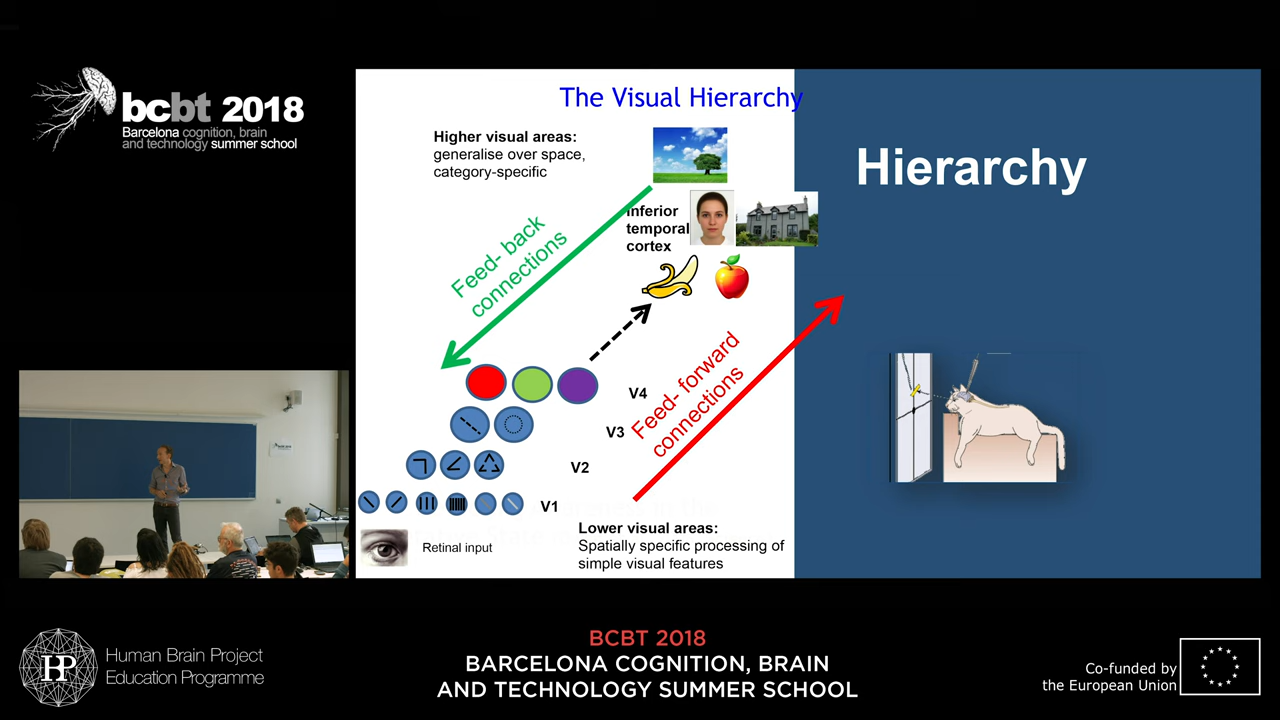 bcbt 2018
Barcelona cognition, brain
and technology summer school
The Visual Hierarchy
Higher visual areas:
generalise over space,
category-specific
Hierarchy
Inferior
temporal
cortex
Feed- back
connections
Feed- forward
connections
V4
V3
V2
V1
Retinal input
Lower visual areas:
Spatially specific processing of
simple visual features
HP
Human Brain Project
Education Programme
BCBT 2018
BARCELONA COGNITION, BRAIN
AND TECHNOLOGY SUMMER SCHOOL
Co-funded by
the European Union